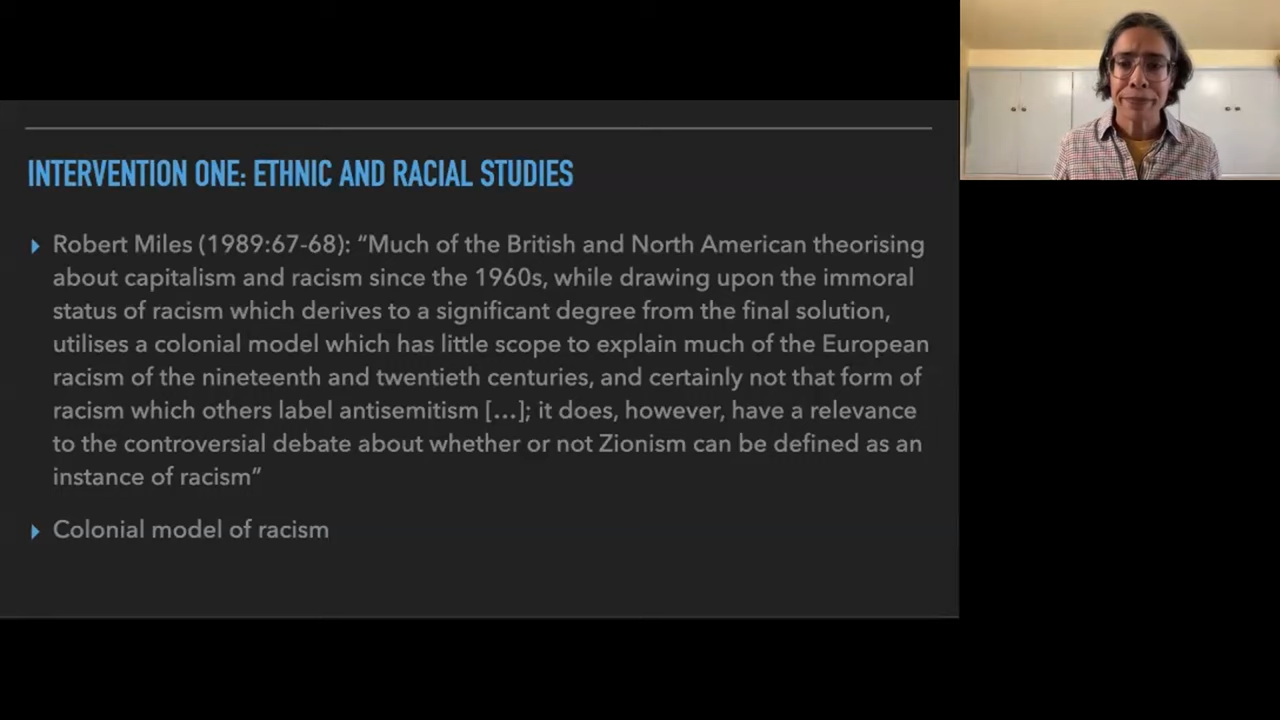 INTERVENTION ONE: ETHNIC AND RACIAL STUDIES
Robert Miles (1989:67-68): “Much of the British and North American theorising
about capitalism and racism since the 1960s, while drawing upon the immoral
status of racism which derives to a significant degree from the final solution,
utilises a colonial model which has little scope to explain much of the European
racism of the nineteenth and twentieth centuries, and certainly not that form of
racism which others label antisemitism […]; it does, however, have a relevance
to the controversial debate about whether or not Zionism can be defined as an
instance of racism”
Colonial model of racism